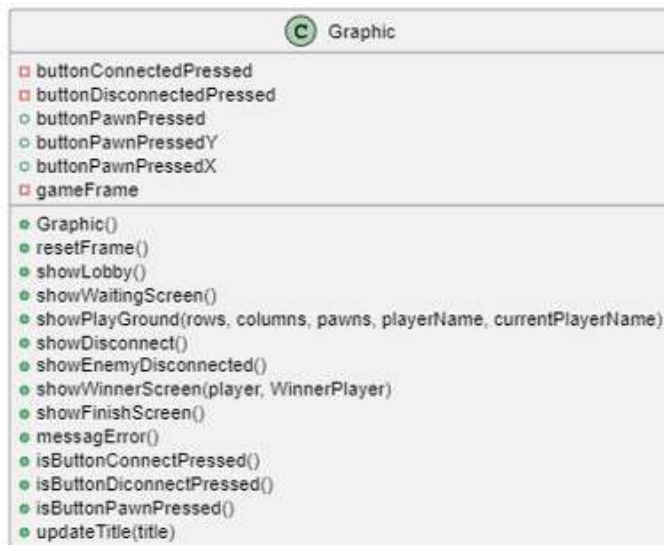 C Graphic
buttonConnectedPressed
buttonDisconnectedPressed
buttonPawnPressed
buttonPawnPressedY
buttonPawnPressedX
gameFrame
Graphic()
resetFrame()
showLobby()
showWaitingScreen()
showPlayGround(rows, columns, pawns, playerName, currentPlayerName)
showDisconnect()
showEnemyDisconnected()
showWinnerScreen(player, WinnerPlayer)
showFinishScreen()
messagError()
isButtonConnectPressed()
isButtonDiconnectPressed()
isButtonPawnPressed()
updateTitle(title)